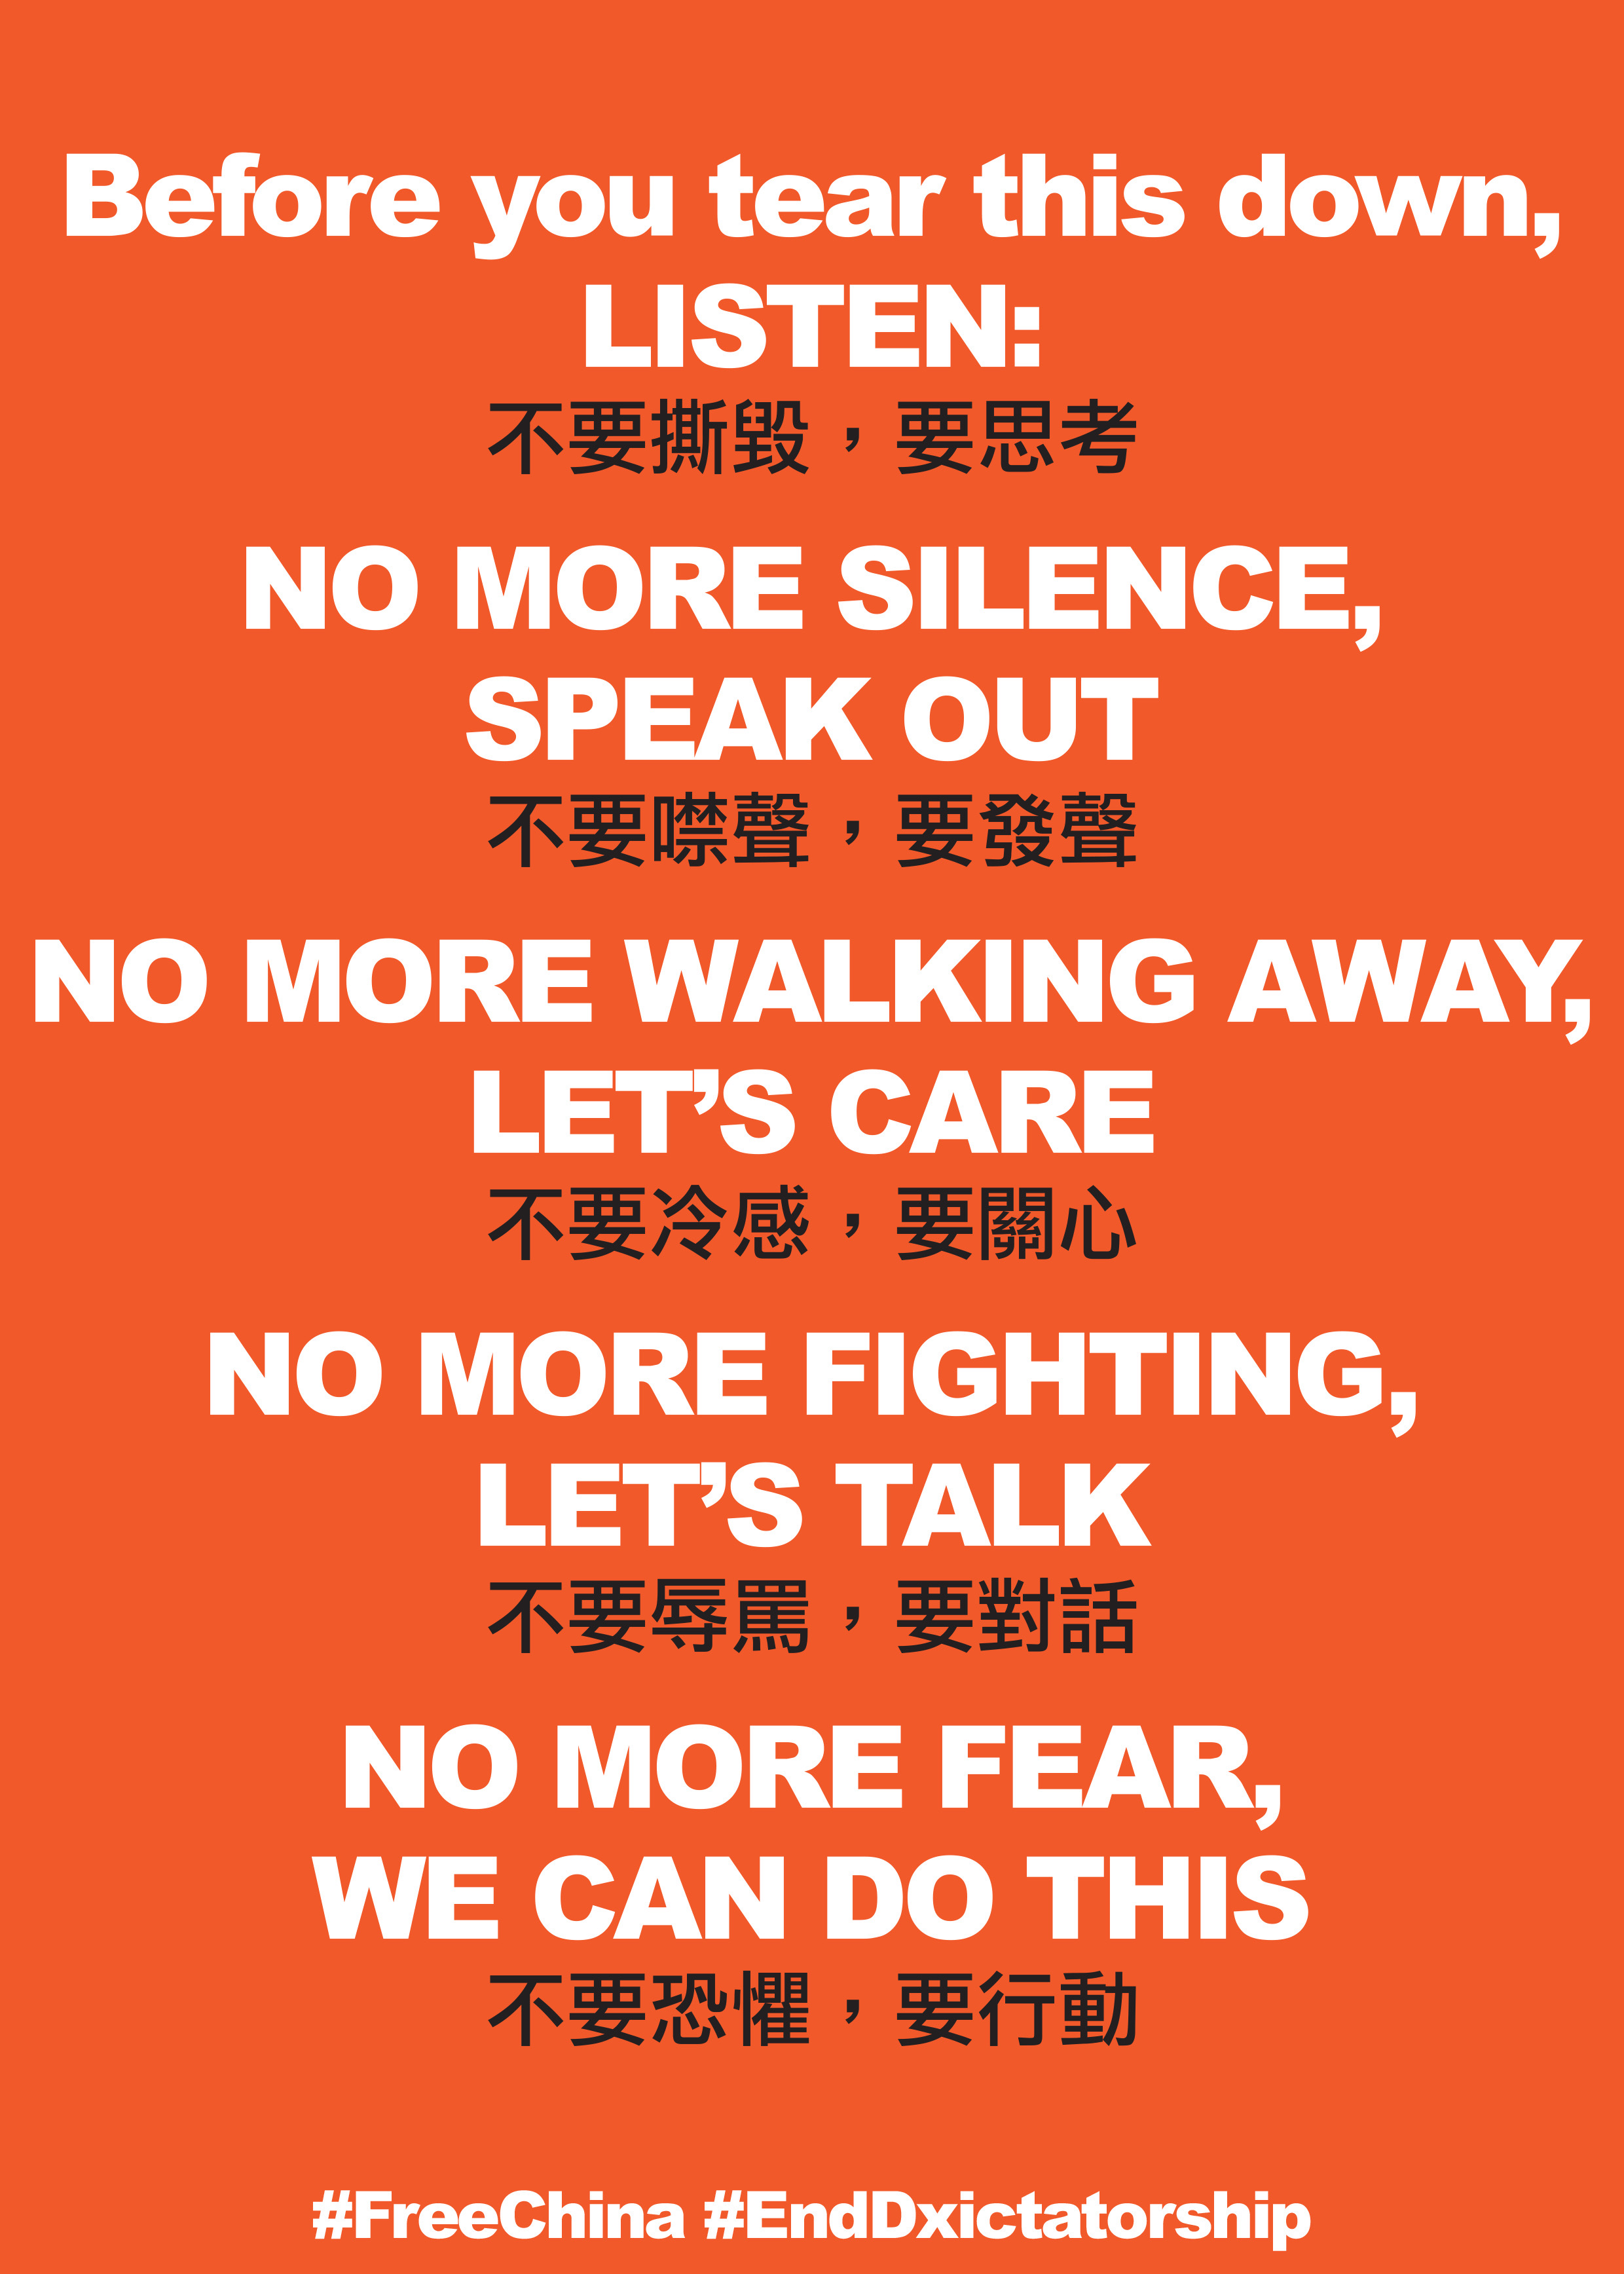 Before you tear this down,
LISTEN:
不要撕毀，要思考
NO MORE SILENCE,
SPEAK OUT
不要噤聲，要發聲
NO MORE WALKING AWAY,
LET’S CARE
不要冷感，要關心
NO MORE FIGHTING,
LET’S TALK
不要辱罵，要對話
NO MORE FEAR,
WE CAN DO THIS
不要恐懼，要行動
#FreeChina #EndDxictatorship